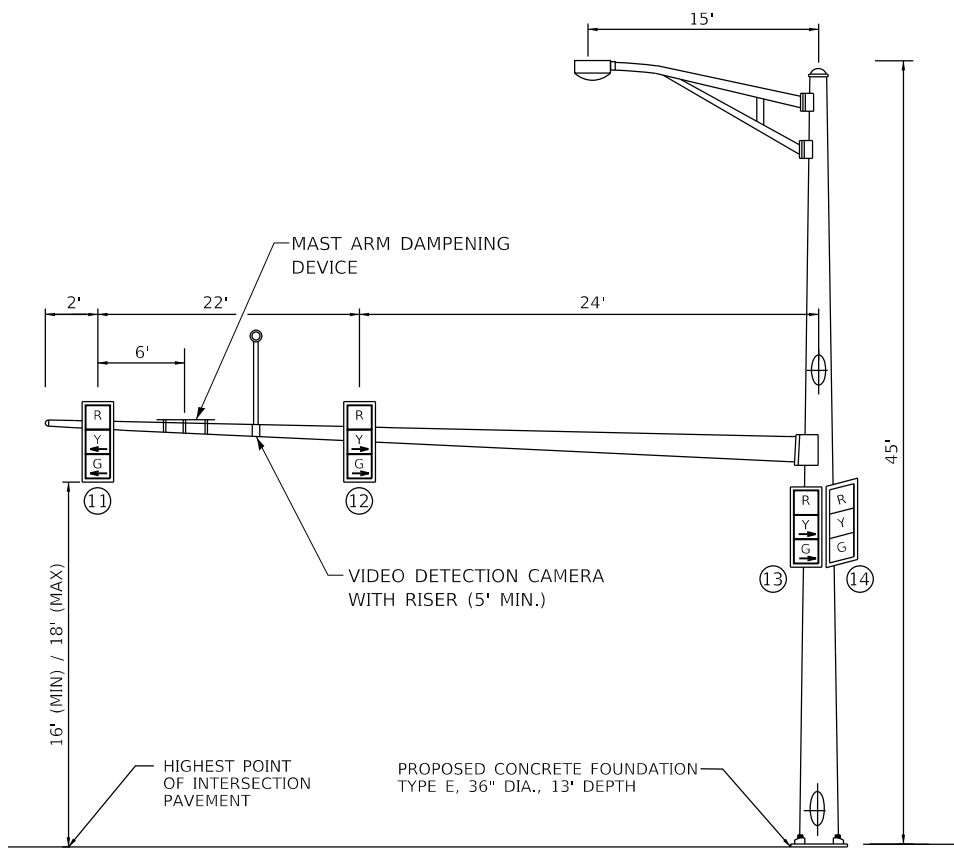 15'
MAST ARM DAMPENING
DEVICE
2'
22'
24'
6'
R
Y
G
11
R
Y
G
12
45'
R
Y
G
13
R
Y
G
14
VIDEO DETECTION CAMERA
WITH RISER (5' MIN.)
16' (MIN) / 18' (MAX)
HIGHEST POINT
OF INTERSECTION
PAVEMENT
PROPOSED CONCRETE FOUNDATION
TYPE E, 36" DIA., 13' DEPTH